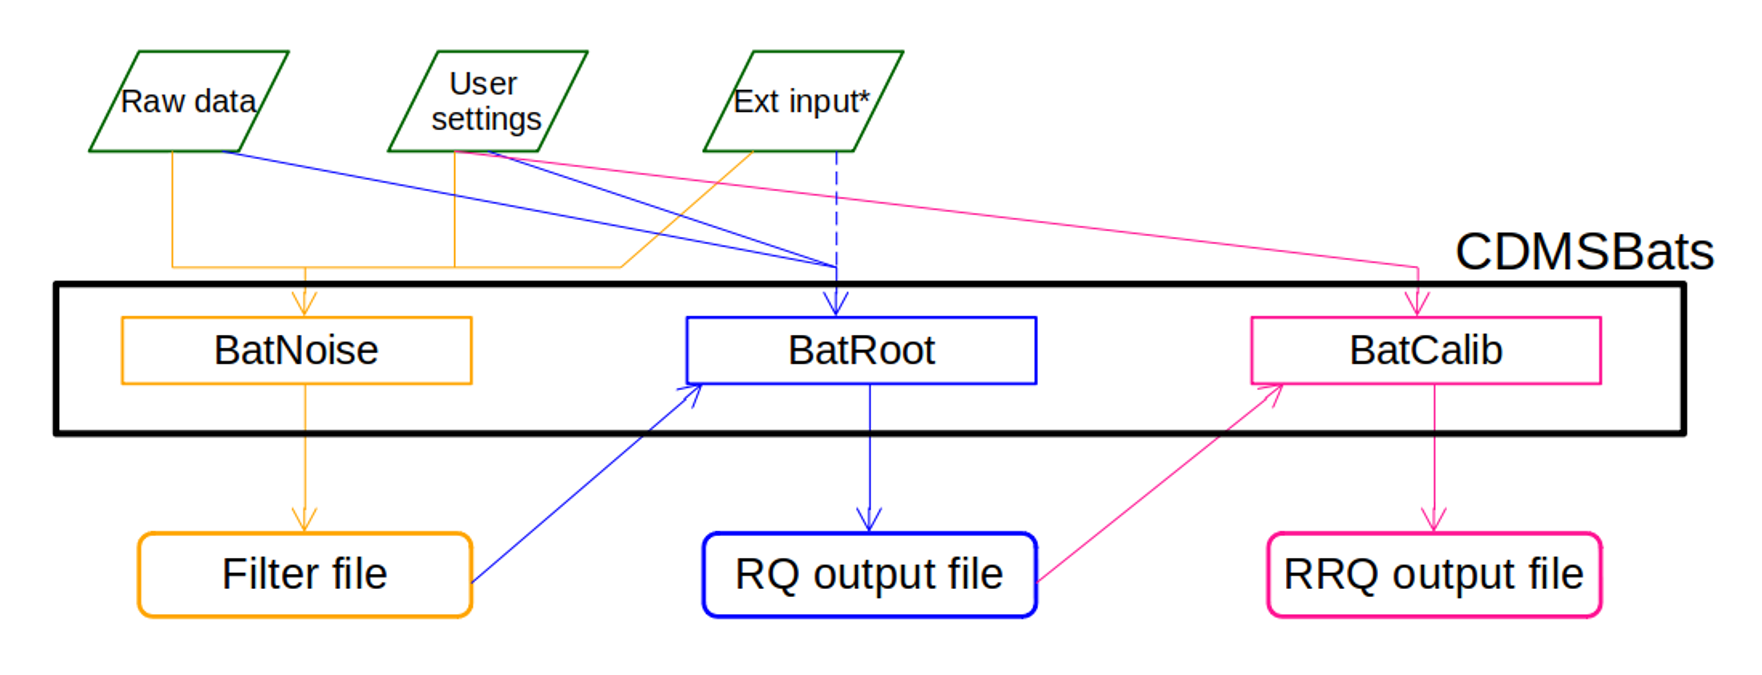 Raw data
User
settings
Ext input*
CDMSBats
BatNoise
BatRoot
BatCalib
Filter file
RQ output file
RRQ output file